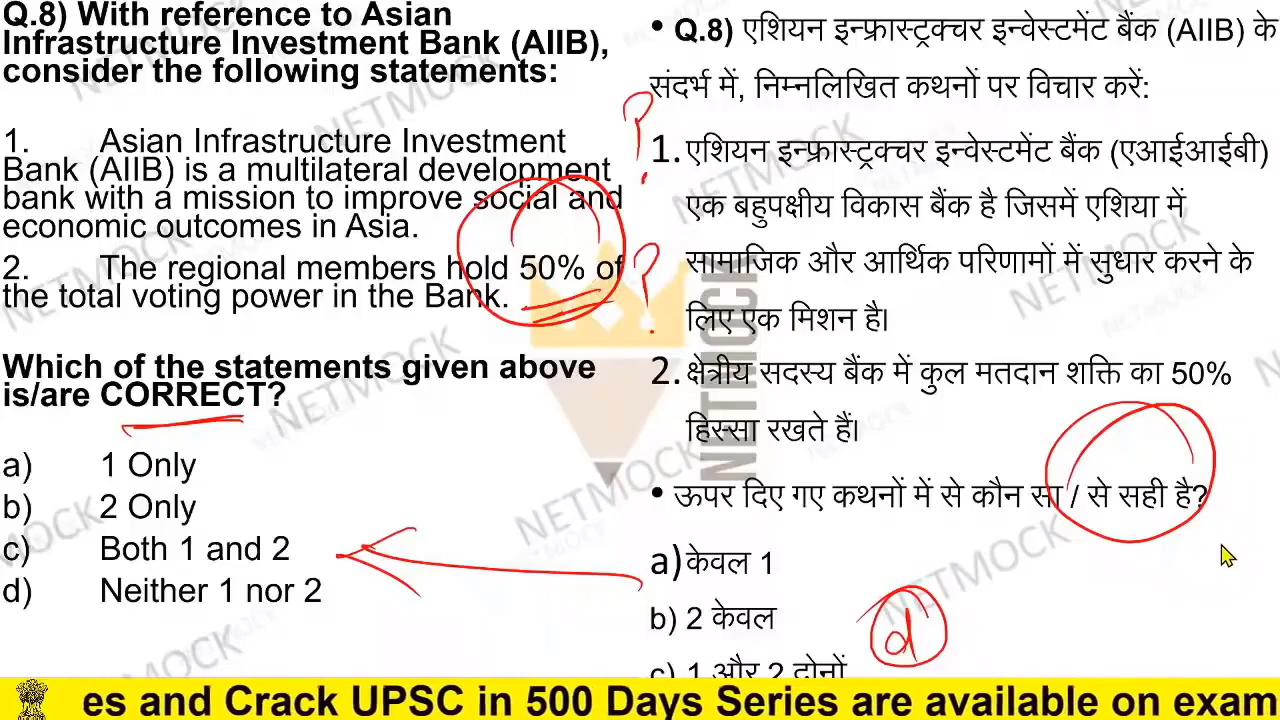 Q.8) With reference to Asian
Infrastructure Investment Bank (AIIB),
consider the following statements:
1. Asian Infrastructure Investment
Bank (AIIB) is a multilateral development
bank with a mission to improve social and
economic outcomes in Asia.
2. The regional members hold 50% of
the total voting power in the Bank.
Which of the statements given above
is/are CORRECT?
a) 1 Only
b) 2 Only
c) Both 1 and 2
d) Neither 1 nor 2
• Q.8) एशियन इन्फ्रास्ट्रक्चर इन्वेस्टमेंट बैंक (AIIB) के
संदर्भ में, निम्नलिखित कथनों पर विचार करें:
1. एशियन इन्फ्रास्ट्रक्चर इन्वेस्टमेंट बैंक (एआईआईबी)
एक बहुपक्षीय विकास बैंक है जिसमें एशिया में
सामाजिक और आर्थिक परिणामों में सुधार करने के
लिए एक मिशन है।
2. क्षेत्रीय सदस्य बैंक में कुल मतदान शक्ति का 50%
हिस्सा रखते हैं।
• ऊपर दिए गए कथनों में से कौन सा / से सही है?
a) केवल 1
b) 2 केवल
c) 1 और 2 दोनों
?
?
d
NETMOCK
es and Crack UPSC in 500 Days Series are available on exam